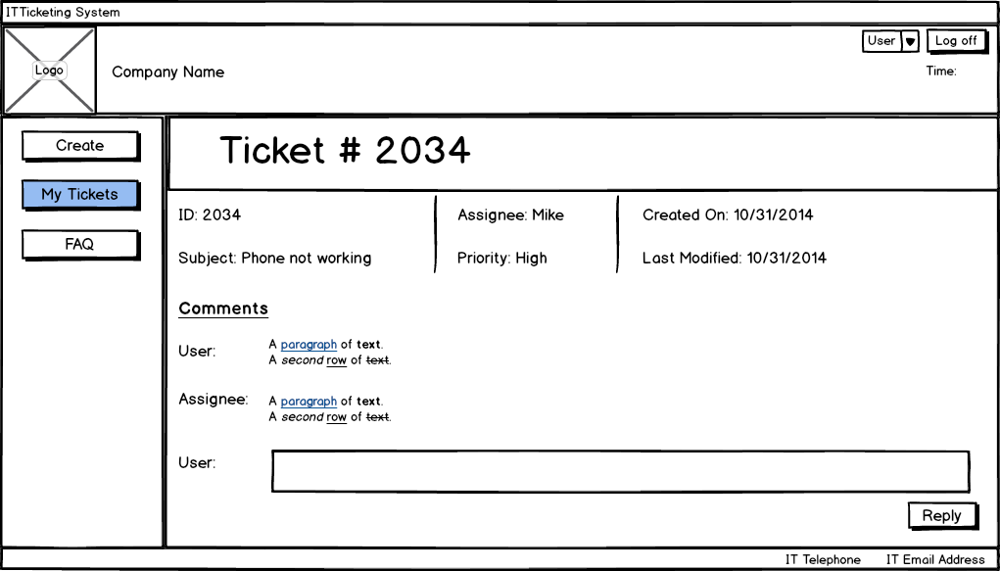 IT Ticketing System
User
Log off
Logo
Company Name
Time:
Create
My Tickets
FAQ
Ticket # 2034
ID: 2034
Assignee: Mike
Created On: 10/31/2014
Subject: Phone not working
Priority: High
Last Modified: 10/31/2014
Comments
User:
A paragraph of text.
A second row of text.
Assignee:
A paragraph of text.
A second row of text.
User:
Reply
IT Telephone
IT Email Address